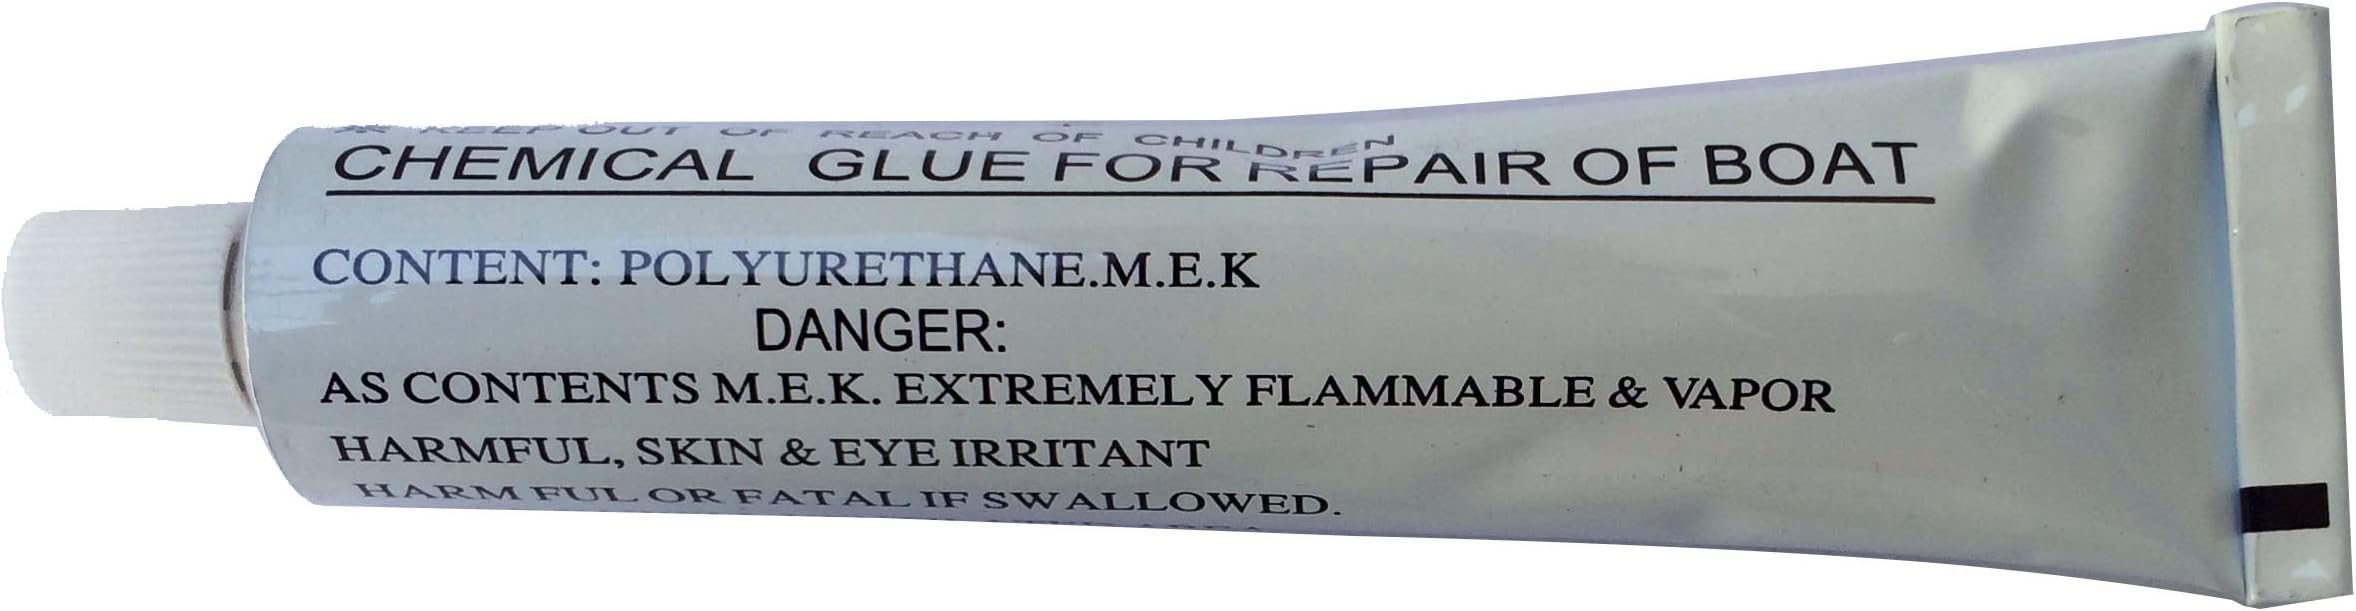 ※ KEEP OUT OF REACH OF CHILDREN
CHEMICAL GLUE FOR REPAIR OF BOAT
CONTENT: POLYURETHANE.M.E.K
DANGER:
AS CONTENTS M.E.K. EXTREMELY FLAMMABLE & VAPOR
HARMFUL, SKIN & EYE IRRITANT
HARM FUL OR FATAL IF SWALLOWED.